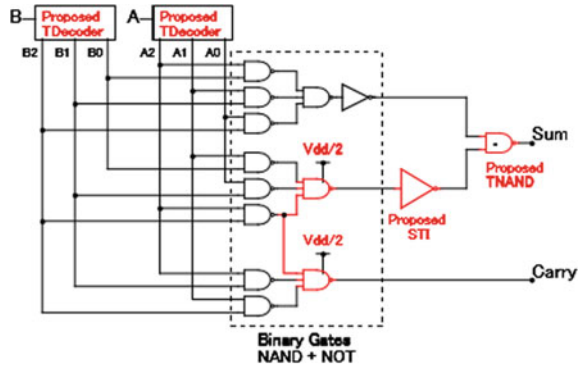 B Proposed TDecoder
A Proposed TDecoder
B2 B1 B0 A2 A1 A0
Vdd/2
Sum
Proposed
TNAND
Proposed
STI
Vdd/2
Carry
Binary Gates
NAND + NOT